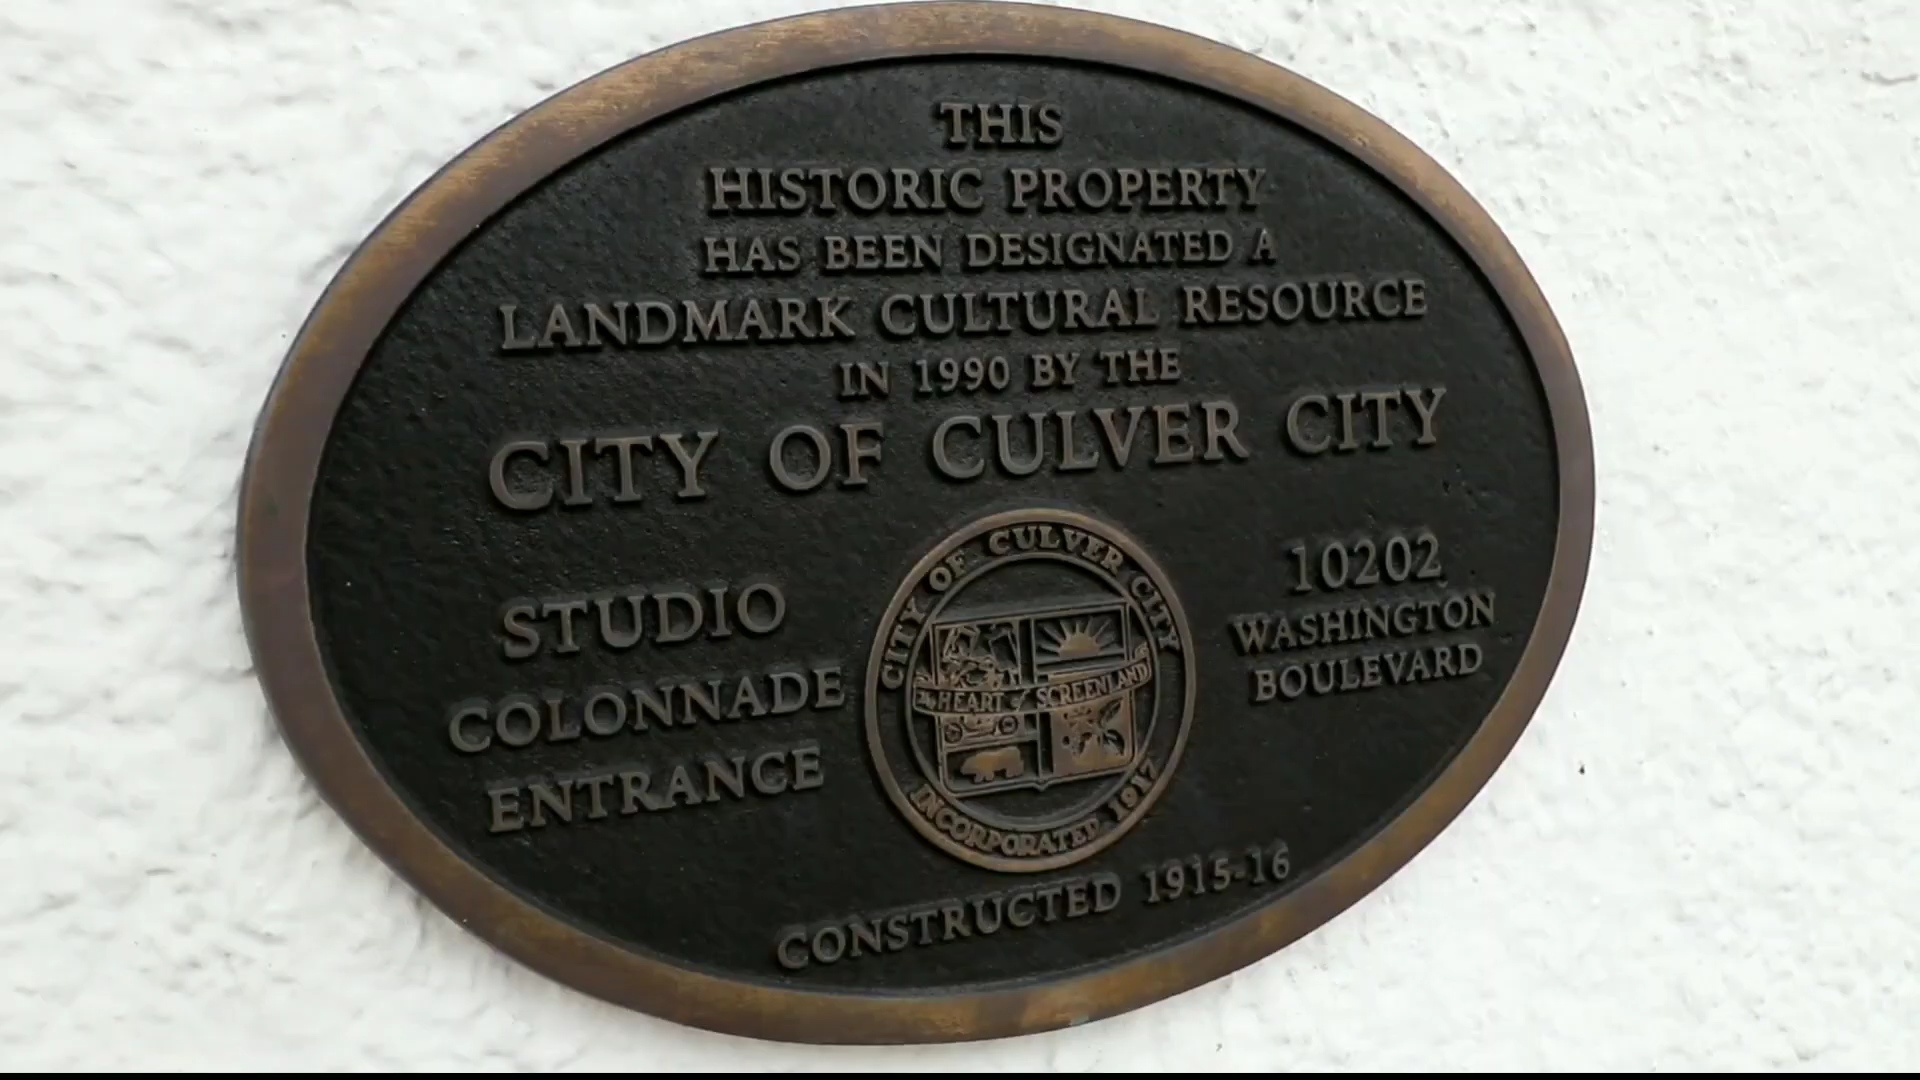 THIS
HISTORIC PROPERTY
HAS BEEN DESIGNATED A
LANDMARK CULTURAL RESOURCE
IN 1990 BY THE
CITY OF CULVER CITY
STUDIO
COLONNADE
ENTRANCE
CITY OF CULVER CITY
The HEART of SCREENLAND
INCORPORATED 1917
10202
WASHINGTON
BOULEVARD
CONSTRUCTED 1915-16